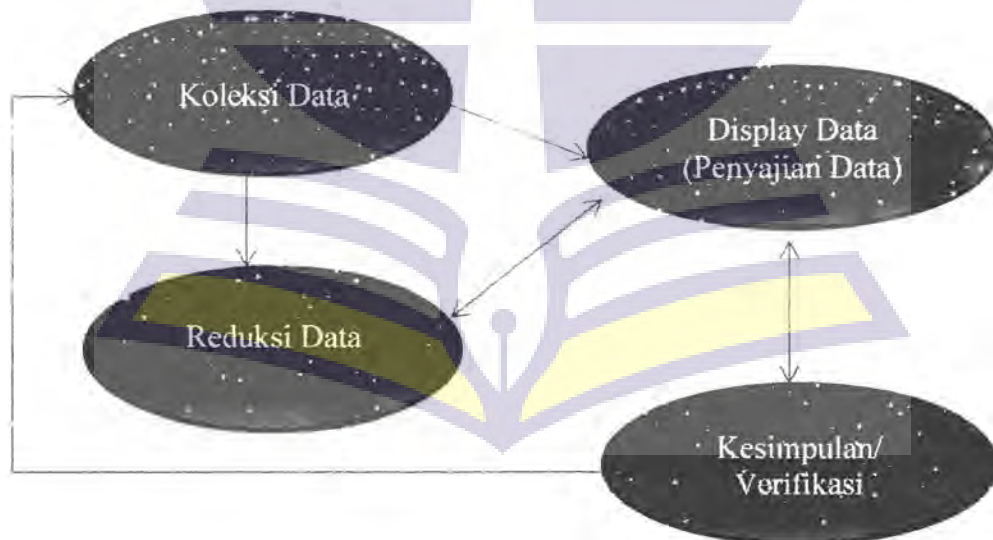 Koleksi Data
Display Data
(Penyajian Data)
Reduksi Data
Kesimpulan/
Verifikasi